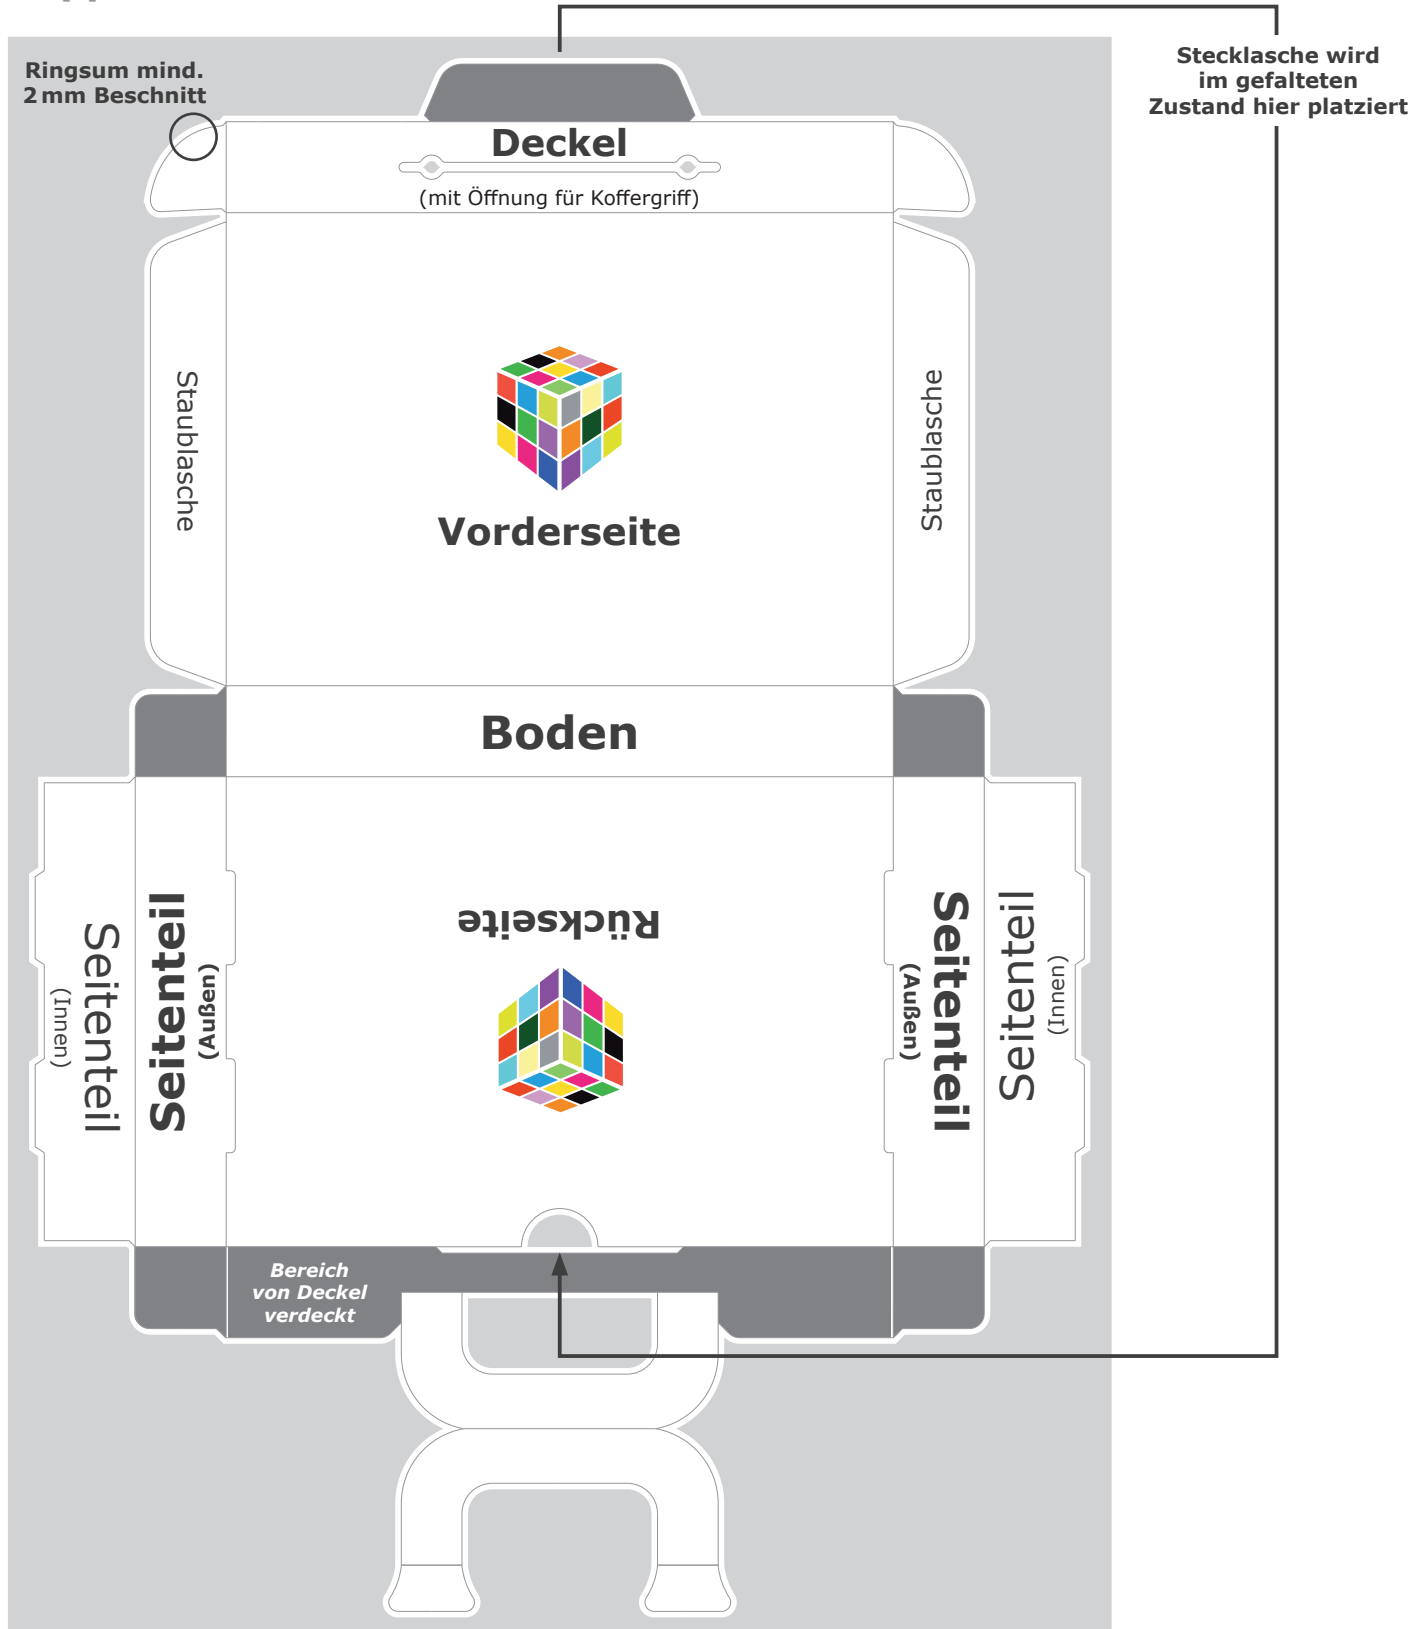 Ringsum mind.
2 mm Beschnitt
Stecklasche wird
im gefalteten
Zustand hier platziert
Deckel
(mit Öffnung für Koffergriff)
Staublasche
Staublasche
Vorderseite
Boden
Rückseite
Seitenteil
(Innen)
Seitenteil
(Außen)
Seitenteil
(Außen)
Seitenteil
(Innen)
Bereich
von Deckel
verdeckt